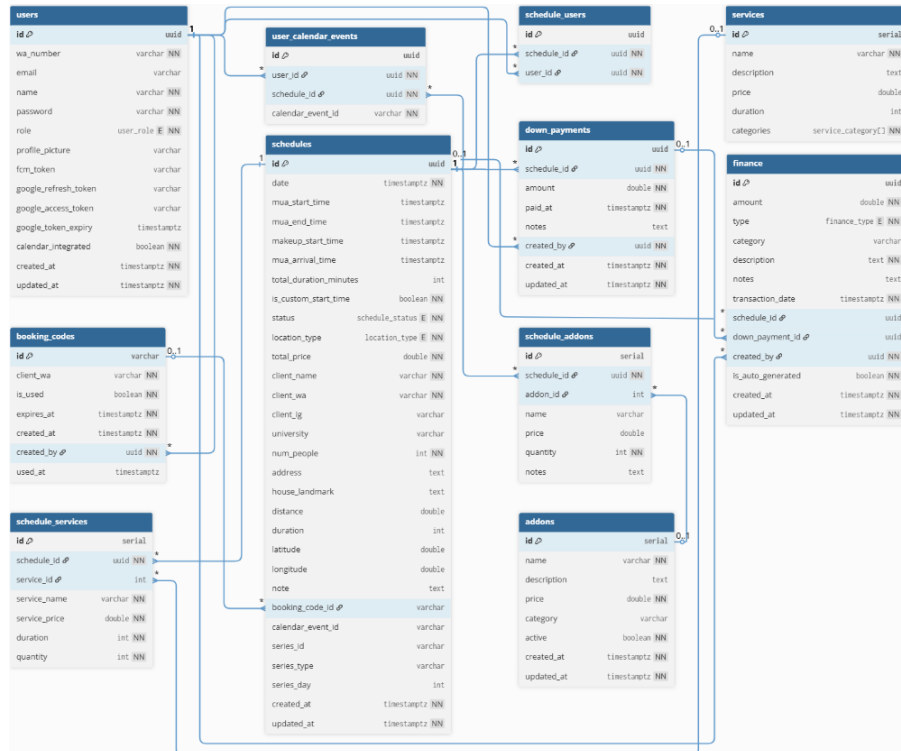 users
id uuid
wa_number varchar NN
email varchar
name varchar NN
password varchar NN
role user_role E NN
profile_picture varchar
fcm_token varchar
google_refresh_token varchar
google_access_token varchar
google_token_expiry timestamptz
calendar_integrated boolean NN
created_at timestamptz NN
updated_at timestamptz NN
1
*
booking_codes
id varchar
0..1
client_wa varchar NN
is_used boolean NN
expires_at timestamptz NN
created_at timestamptz NN
created_by uuid NN
*
used_at timestamptz
schedule_services
id serial
schedule_id uuid NN
*
service_id int
*
service_name varchar NN
service_price double NN
duration int NN
quantity int NN
user_calendar_events
id uuid
user_id uuid NN
schedule_id uuid NN
*
calendar_event_id varchar NN
schedules
0..1
1
id uuid
1
date timestamptz NN
mua_start_time timestamptz
mua_end_time timestamptz
makeup_start_time timestamptz
mua_arrival_time timestamptz
total_duration_minutes int
is_custom_start_time boolean NN
status schedule_status E NN
location_type location_type E NN
total_price double NN
client_name varchar NN
client_wa varchar NN
client_ig varchar
university varchar
num_people int NN
address text
house_landmark text
distance double
duration int
latitude double
longitude double
note text
*
booking_code_id varchar
calendar_event_id varchar
series_id varchar
series_type varchar
series_day int
created_at timestamptz NN
updated_at timestamptz NN
schedule_users
id uuid
*
schedule_id uuid NN
*
user_id uuid NN
down_payments
id uuid
0..1
*
schedule_id uuid NN
amount double NN
paid_at timestamptz NN
notes text
*
created_by uuid NN
created_at timestamptz NN
updated_at timestamptz NN
schedule_addons
id serial
*
schedule_id uuid NN
addon_id int
*
name varchar
price double
quantity int NN
notes text
addons
id serial
0..1
name varchar NN
description text
price double NN
category varchar
active boolean NN
created_at timestamptz NN
updated_at timestamptz NN
services
0..1
id serial
name varchar NN
description text
price double
duration int
categories service_category[] NN
finance
id uuid
amount double NN
type finance_type E NN
category varchar
description text NN
notes text
transaction_date timestamptz NN
*
schedule_id uuid
*
down_payment_id uuid
*
created_by uuid NN
is_auto_generated boolean NN
created_at timestamptz NN
updated_at timestamptz NN